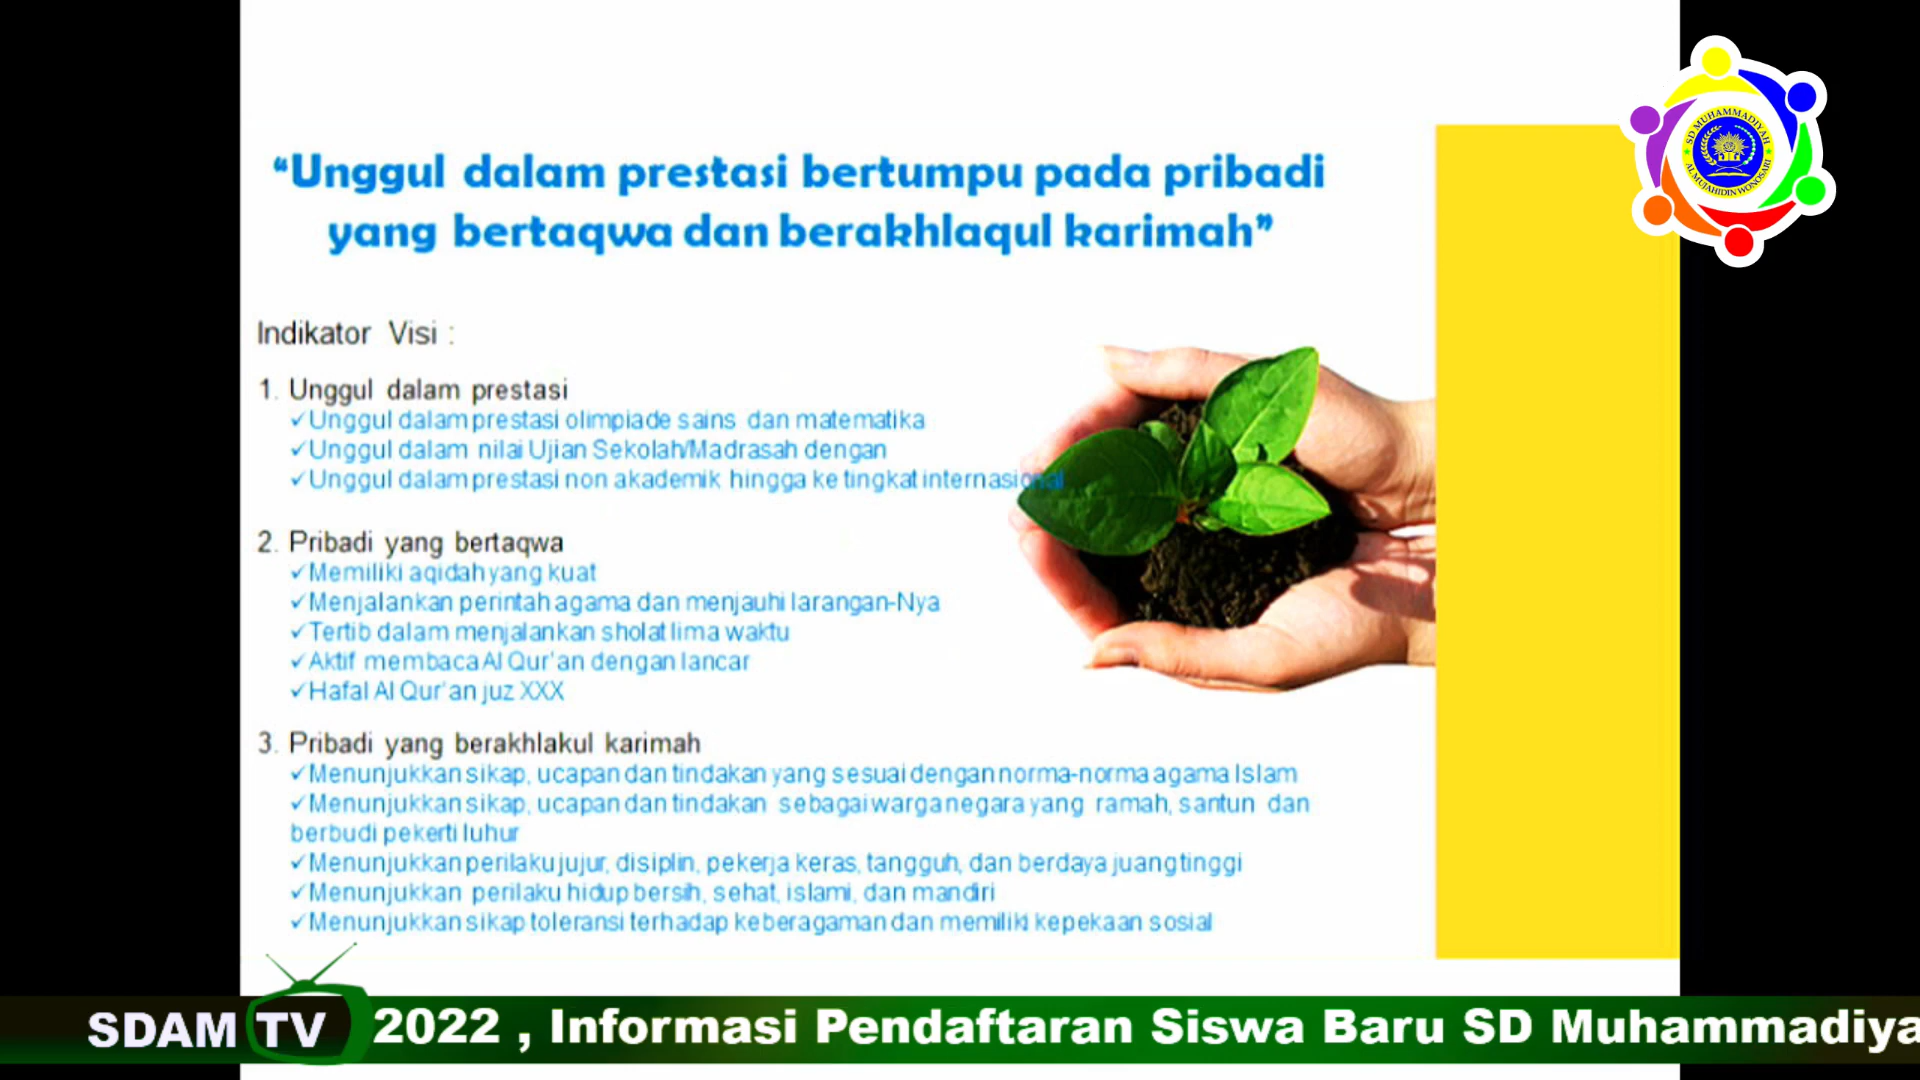 “Unggul dalam prestasi bertumpu pada pribadi
yang bertaqwa dan berakhlaqul karimah”
Indikator Visi :
1. Unggul dalam prestasi
✓Unggul dalam prestasi olimpiade sains dan matematika
✓Unggul dalam nilai Ujian Sekolah/Madrasah dengan
✓Unggul dalam prestasi non akademik hingga ke tingkat internasional
2. Pribadi yang bertaqwa
✓Memiliki aqidah yang kuat
✓Menjalankan perintah agama dan menjauhi larangan-Nya
✓Tertib dalam menjalankan sholat lima waktu
✓Aktif membaca Al Qur'an dengan lancar
✓Hafal Al Qur'an juz XXX
3. Pribadi yang berakhlakul karimah
✓Menunjukkan sikap, ucapan dan tindakan yang sesuai dengan norma-norma agama Islam
✓Menunjukkan sikap, ucapan dan tindakan sebagai warga negara yang ramah, santun dan
berbudi pekerti luhur
✓Menunjukkan perilaku jujur, disiplin, pekerja keras, tangguh, dan berdaya juang tinggi
✓Menunjukkan perilaku hidup bersih, sehat, islami, dan mandiri
✓Menunjukkan sikap toleransi terhadap keberagaman dan memiliki kepekaan sosial
SD MUHAMMADIYAH
AL MUJAHIDIN WONOSARI
SDAM TV 2022 , Informasi Pendaftaran Siswa Baru SD Muhammadiya